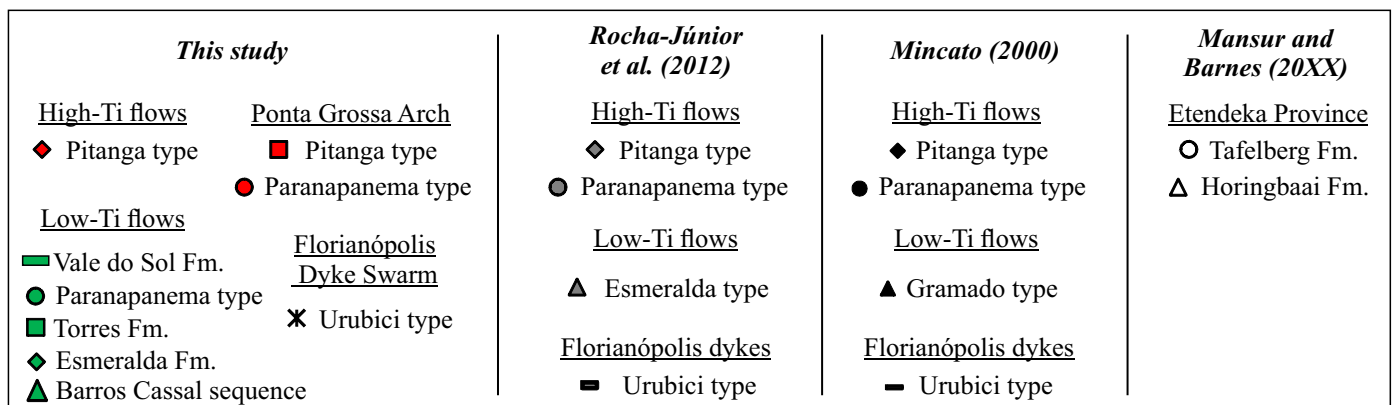 This study
High-Ti flows
Pitanga type
Low-Ti flows
Vale do Sol Fm.
Paranapanema type
Torres Fm.
Esmeralda Fm.
Barros Cassal sequence
Ponta Grossa Arch
Pitanga type
Paranapanema type
Florianópolis
Dyke Swarm
Urubici type
Rocha-Júnior
et al. (2012)
High-Ti flows
Pitanga type
Paranapanema type
Low-Ti flows
Esmeralda type
Florianópolis dykes
Urubici type
Mincato (2000)
High-Ti flows
Pitanga type
Paranapanema type
Low-Ti flows
Gramado type
Florianópolis dykes
Urubici type
Mansur and
Barnes (20XX)
Etendeka Province
Tafelberg Fm.
Horingbaai Fm.